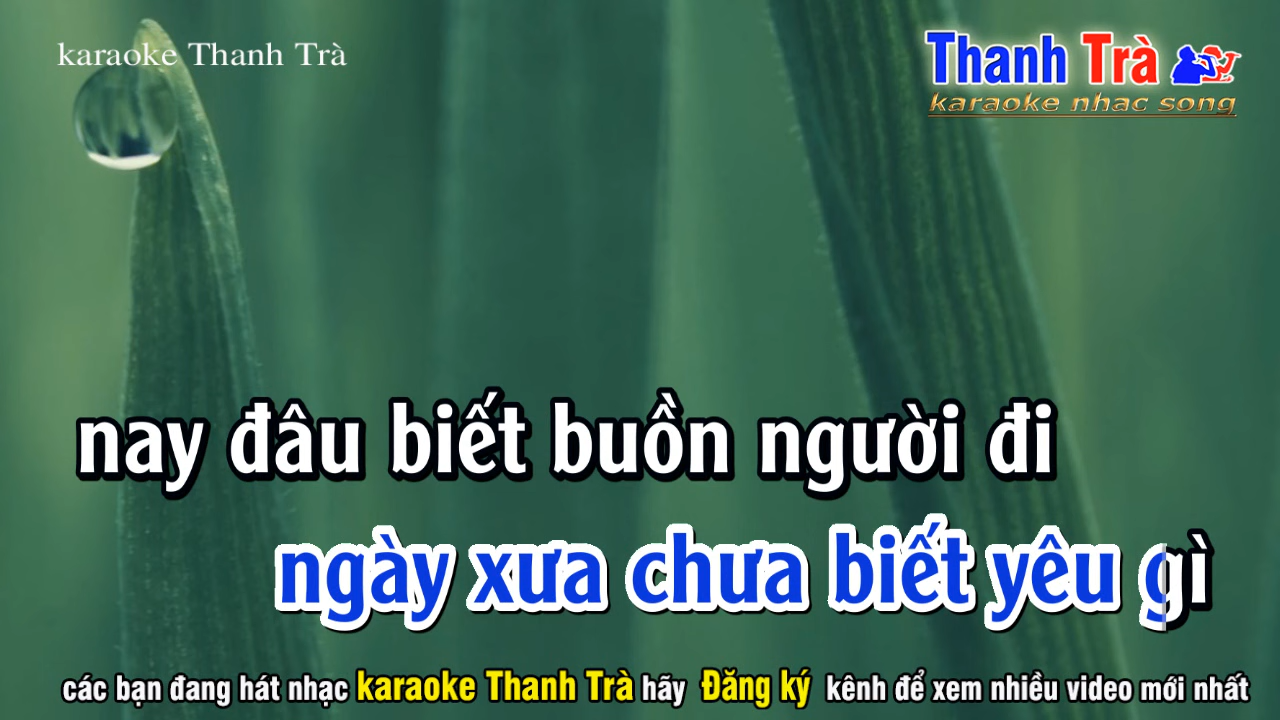 karaoke Thanh Trà
Thanh Trà
karaoke nhac song
nay đâu biết buồn người đi
ngày xưa chưa biết yêu gì
các bạn đang hát nhạc karaoke Thanh Trà hãy Đăng ký kênh để xem nhiều video mới nhất